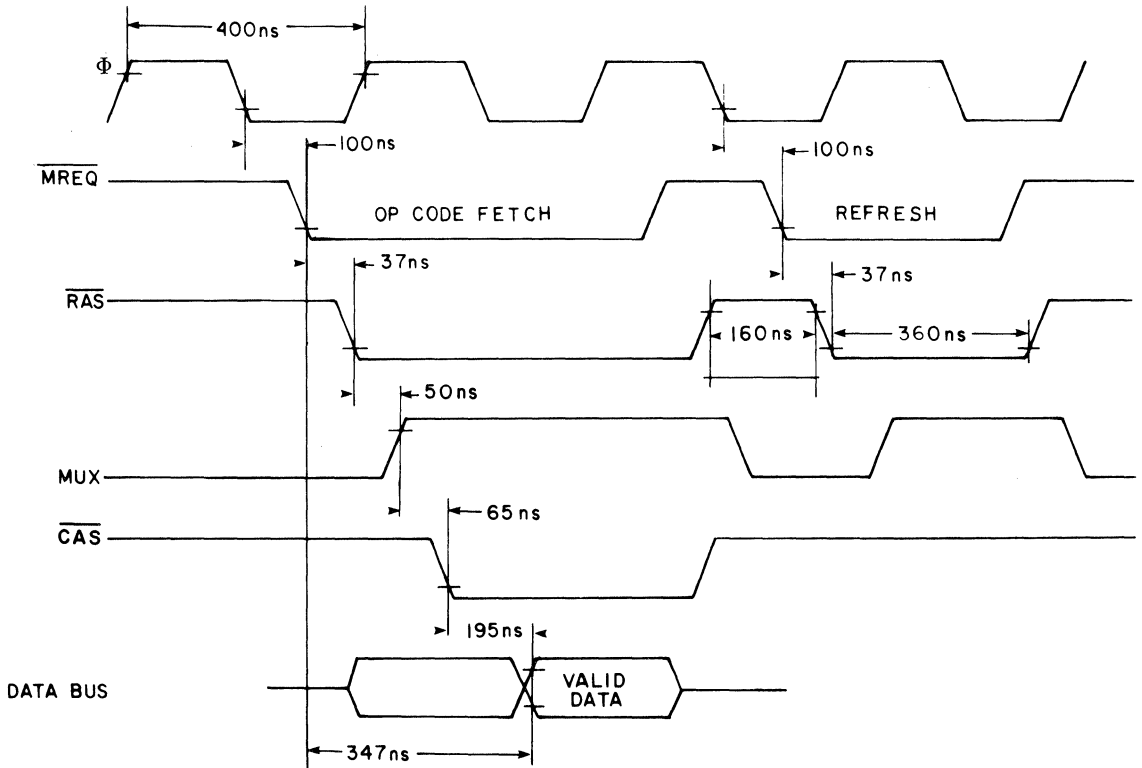 400ns
Φ
100ns 100ns
MREQ
OP CODE FETCH REFRESH
37ns 37ns
RAS
160ns 360ns
50ns
MUX
65ns
CAS
195ns
DATA BUS VALID DATA
347ns